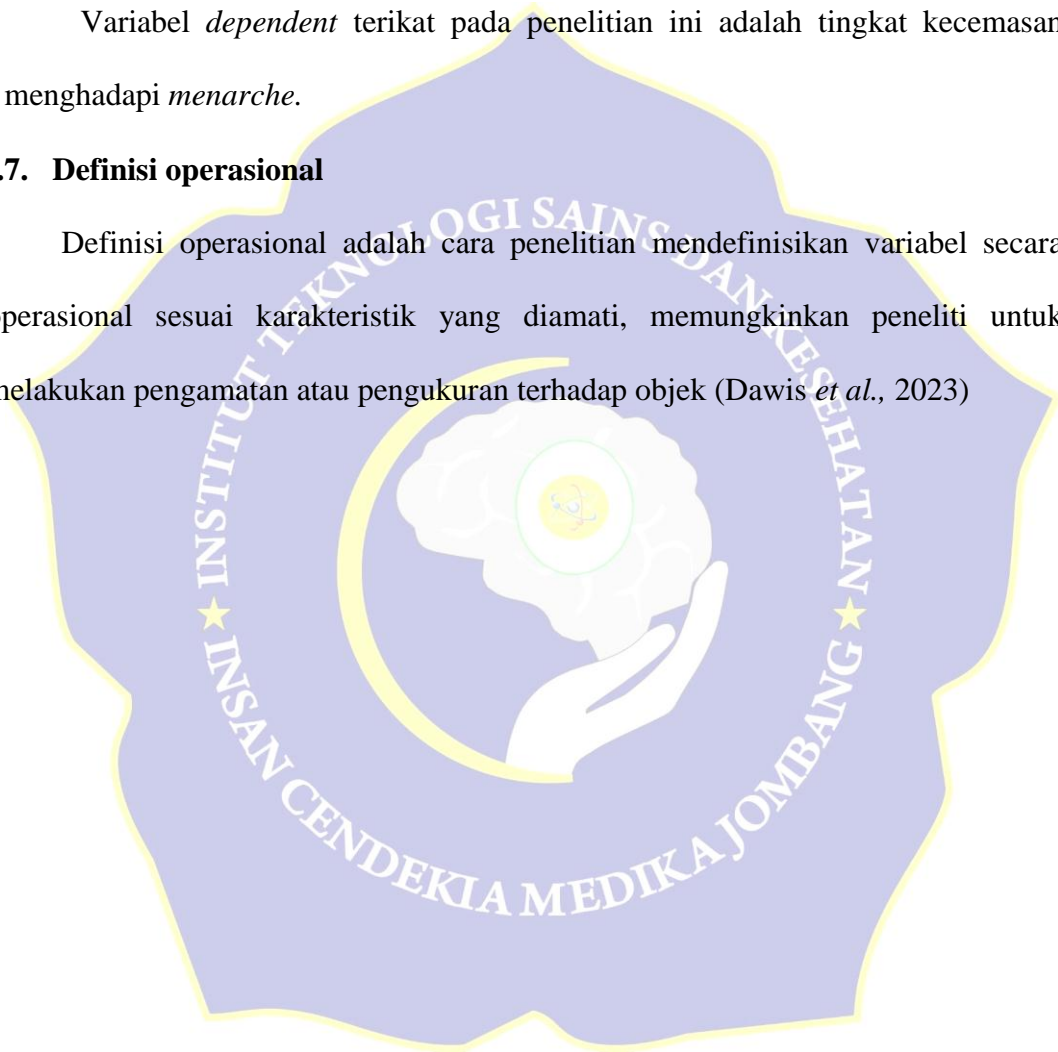 Variabel dependent terikat pada penelitian ini adalah tingkat kecemasan
menghadapi menarche.
.7. Definisi operasional
Definisi operasional adalah cara penelitian mendefinisikan variabel secara
operasional sesuai karakteristik yang diamati, memungkinkan peneliti untuk
melakukan pengamatan atau pengukuran terhadap objek (Dawis et al., 2023)
INSTITUT TEKNOLOGI SAINS DAN KESEHATAN
INSAN CENDEKIA MEDIKA JOMBANG